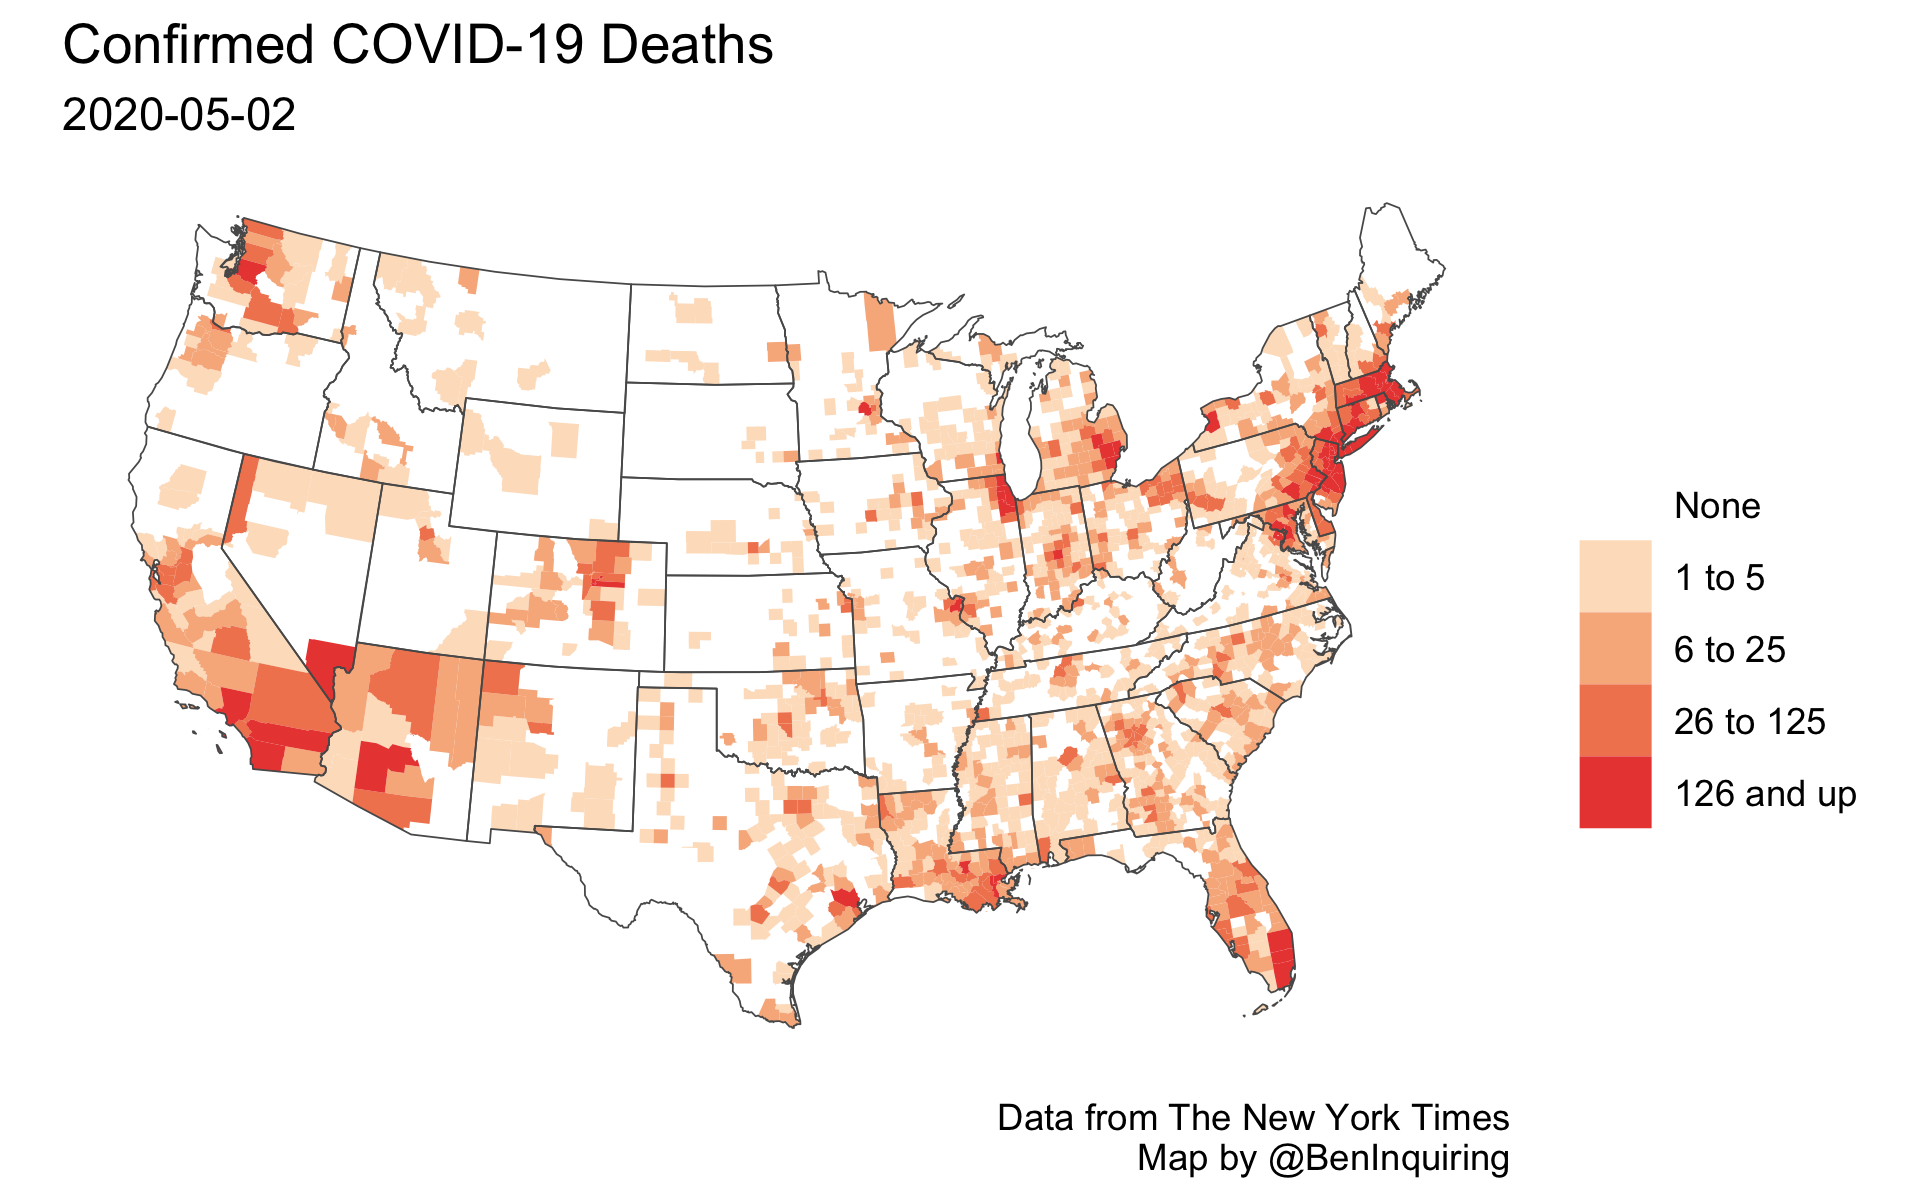 Confirmed COVID-19 Deaths
2020-05-02
None
1 to 5
6 to 25
26 to 125
126 and up
Data from The New York Times
Map by @BenInquiring